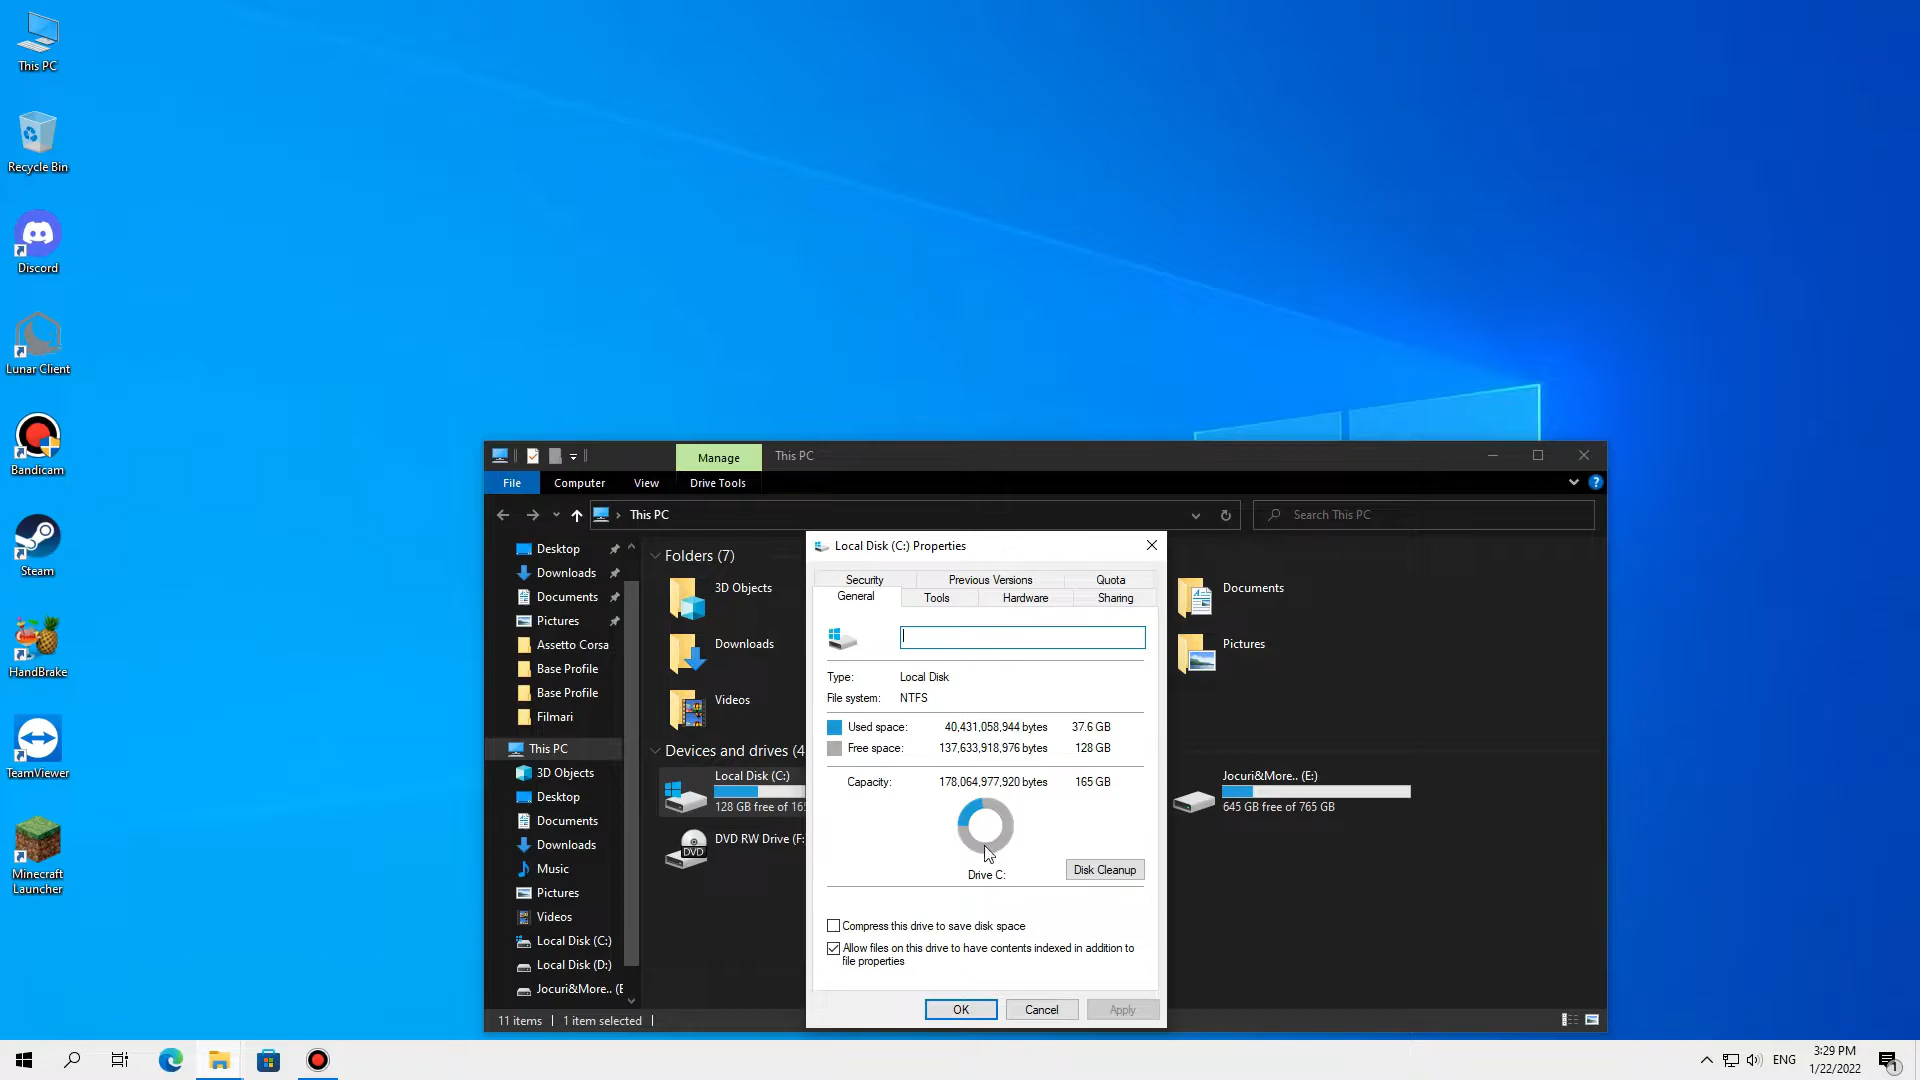 This PC
Recycle Bin
Discord
Lunar Client
Bandicam
Steam
HandBrake
TeamViewer
Minecraft
Launcher
Manage
This PC
File
Computer
View
Drive Tools
?
This PC
Search This PC
Desktop
Downloads
Documents
Pictures
Assetto Corsa
Base Profile
Base Profile
Filmari
This PC
3D Objects
Desktop
Documents
Downloads
Music
Pictures
Videos
Local Disk (C:)
Local Disk (D:)
Jocuri&More.. (E
Folders (7)
3D Objects
Downloads
Videos
Documents
Pictures
Devices and drives (4
Local Disk (C:)
128 GB free of 165
DVD RW Drive (F:
DVD
Jocuri&More.. (E:)
645 GB free of 765 GB
Local Disk (C:) Properties
Security
Previous Versions
Quota
General
Tools
Hardware
Sharing
Type: Local Disk
File system: NTFS
Used space: 40,431,058,944 bytes 37.6 GB
Free space: 137,633,918,976 bytes 128 GB
Capacity: 178,064,977,920 bytes 165 GB
Drive C:
Disk Cleanup
Compress this drive to save disk space
Allow files on this drive to have contents indexed in addition to
file properties
OK
Cancel
Apply
11 items
1 item selected
ENG
3:29 PM
1/22/2022
1